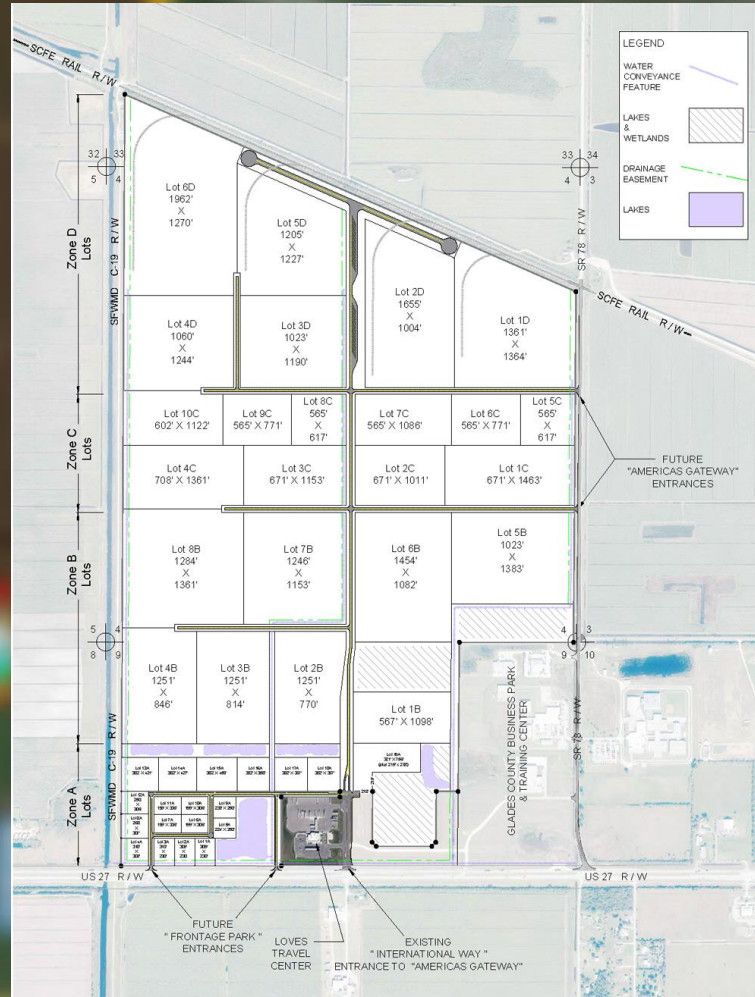 SCFE RAIL R/W
LEGEND
WATER
CONVEYANCE
FEATURE
LAKES
&
WETLANDS
DRAINAGE
EASEMENT
LAKES
32 33
5 4
33 34
4 3
SFWMD C-19 R/W
SR 78 R/W
SCFE RAIL R/W
Zone D
Lots
Lot 6D
1962'
X
1270'
Lot 5D
1205'
X
1227'
Lot 2D
1655'
X
1004'
Lot 1D
1361'
X
1364'
Lot 4D
1060'
X
1244'
Lot 3D
1023'
X
1190'
Zone C
Lots
Lot 10C
602' X 1122'
Lot 9C
565' X 771'
Lot 8C
565'
X
617'
Lot 7C
565' X 1086'
Lot 6C
565' X 771'
Lot 5C
565'
X
617'
Lot 4C
708' X 1361'
Lot 3C
671' X 1153'
Lot 2C
671' X 1011'
Lot 1C
671' X 1463'
FUTURE
"AMERICAS GATEWAY"
ENTRANCES
Zone B
Lots
Lot 8B
1284'
X
1361'
Lot 7B
1246'
X
1153'
Lot 6B
1454'
X
1082'
Lot 5B
1023'
X
1383'
5 4
8 9
4 3
9 10
Lot 4B
1251'
X
846'
Lot 3B
1251'
X
814'
Lot 2B
1251'
X
770'
Lot 1B
567' X 1098'
GLADES COUNTY BUSINESS PARK
& TRAINING CENTER
SR 78 R/W
SFWMD C-19 R/W
Zone A
Lots
US 27 R/W
US 27 R/W
FUTURE
"FRONTAGE PARK"
ENTRANCES
LOVES
TRAVEL
CENTER
EXISTING
"INTERNATIONAL WAY"
ENTRANCE TO "AMERICAS GATEWAY"